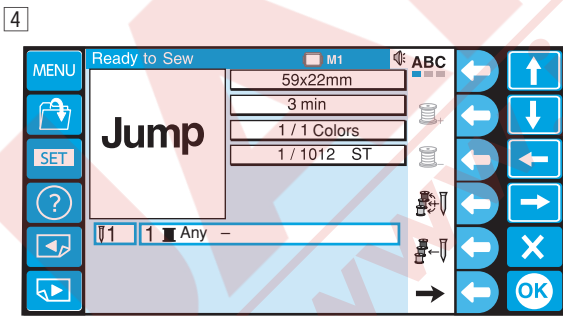 4
MENU Ready to Sew M1 ABC
59x22mm
3 min
Jump
1 / 1 Colors
1 / 1012 ST
SET
?
1 1 Any –
OK
www